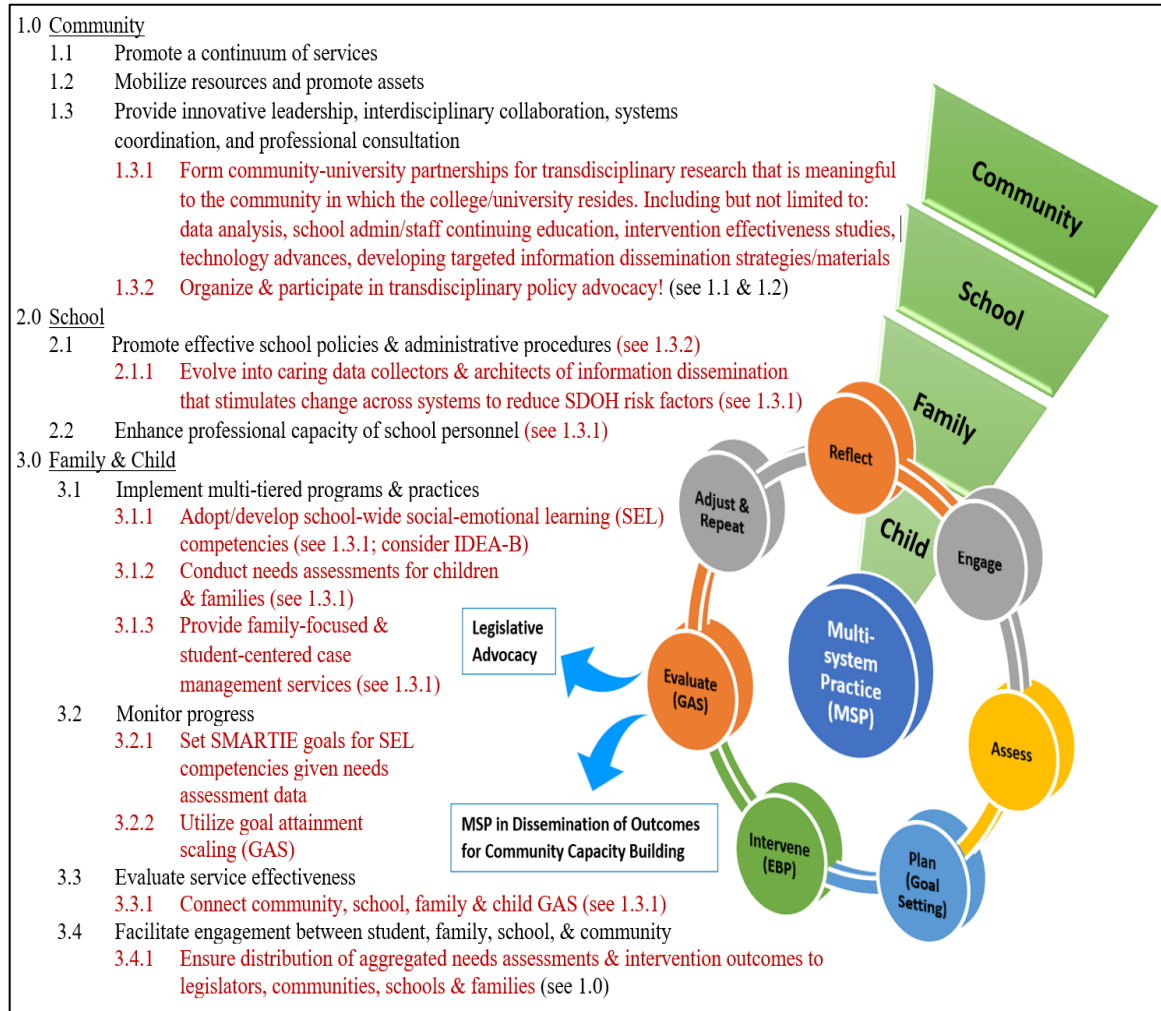 1.0 Community
1.1 Promote a continuum of services
1.2 Mobilize resources and promote assets
1.3 Provide innovative leadership, interdisciplinary collaboration, systems
coordination, and professional consultation
1.3.1 Form community-university partnerships for transdisciplinary research that is meaningful
to the community in which the college/university resides. Including but not limited to:
data analysis, school admin/staff continuing education, intervention effectiveness studies,
technology advances, developing targeted information dissemination strategies/materials
1.3.2 Organize & participate in transdisciplinary policy advocacy! (see 1.1 & 1.2)
2.0 School
2.1 Promote effective school policies & administrative procedures (see 1.3.2)
2.1.1 Evolve into caring data collectors & architects of information dissemination
that stimulates change across systems to reduce SDOH risk factors (see 1.3.1)
2.2 Enhance professional capacity of school personnel (see 1.3.1)
3.0 Family & Child
3.1 Implement multi-tiered programs & practices
3.1.1 Adopt/develop school-wide social-emotional learning (SEL)
competencies (see 1.3.1; consider IDEA-B)
3.1.2 Conduct needs assessments for children
& families (see 1.3.1)
3.1.3 Provide family-focused &
student-centered case
management services (see 1.3.1)
3.2 Monitor progress
3.2.1 Set SMARTIE goals for SEL
competencies given needs
assessment data
3.2.2 Utilize goal attainment
scaling (GAS)
3.3 Evaluate service effectiveness
3.3.1 Connect community, school, family & child GAS (see 1.3.1)
3.4 Facilitate engagement between student, family, school, & community
3.4.1 Ensure distribution of aggregated needs assessments & intervention outcomes to
legislators, communities, schools & families (see 1.0)
Community
School
Family
Child
Multi-
system
Practice
(MSP)
Reflect
Engage
Assess
Plan
(Goal
Setting)
Intervene
(EBP)
Evaluate
(GAS)
Adjust &
Repeat
Legislative
Advocacy
MSP in Dissemination of Outcomes
for Community Capacity Building